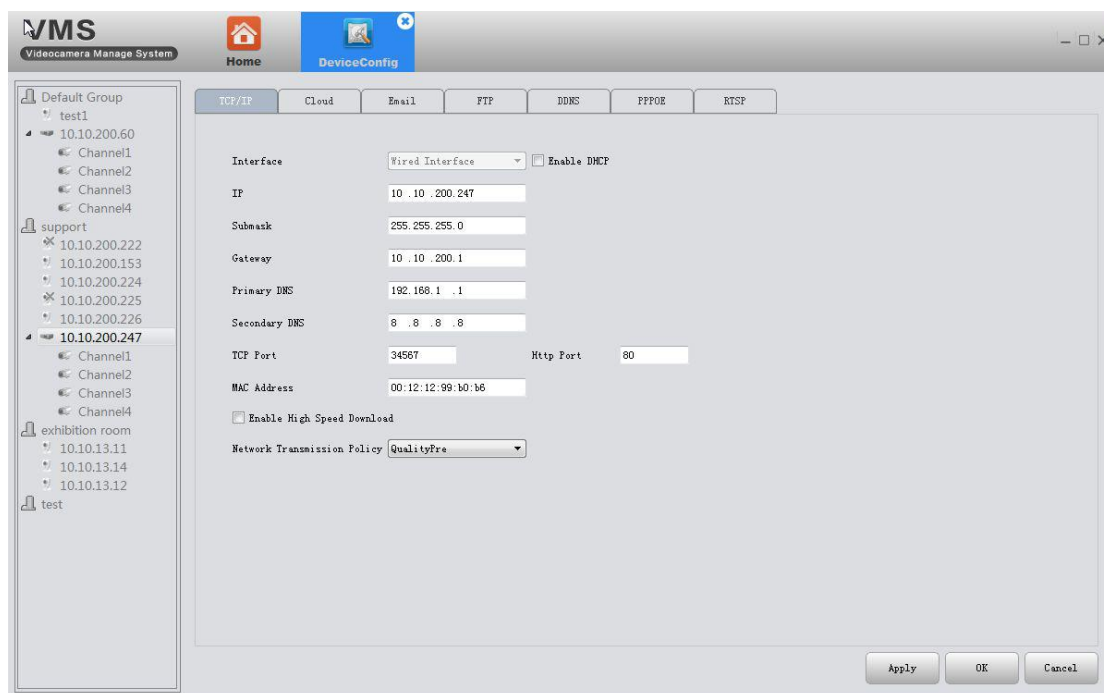 VMS
Videocamera Manage System
Home
DeviceConfig
Default Group
test1
10.10.200.60
Channel1
Channel2
Channel3
Channel4
support
10.10.200.222
10.10.200.153
10.10.200.224
10.10.200.225
10.10.200.226
10.10.200.247
Channel1
Channel2
Channel3
Channel4
exhibition room
10.10.13.11
10.10.13.14
10.10.13.12
test
TCP/IP Cloud Email FTP DDNS PPPOE RTSP
Interface Wired Interface Enable DHCP
IP 10 .10 .200.247
Submask 255.255.255.0
Gateway 10 .10 .200.1
Primary DNS 192.168.1 .1
Secondary DNS 8 .8 .8 .8
TCP Port 34567 Http Port 80
MAC Address 00:12:12:99:b0:b6
Enable High Speed Download
Network Transmission Policy QualityPre
Apply OK Cancel